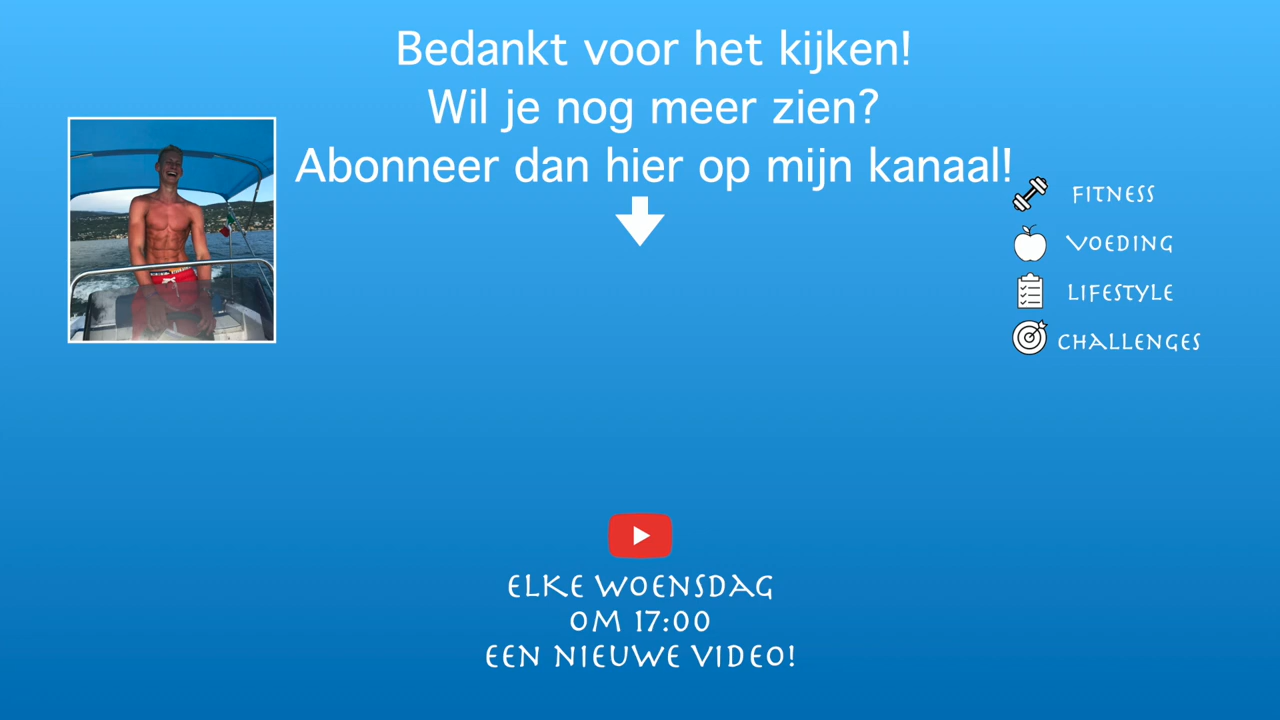 Bedankt voor het kijken!
Wil je nog meer zien?
Abonneer dan hier op mijn kanaal!
FITNESS
VOEDING
LIFESTYLE
CHALLENGES
ELKE WOENSDAG
OM 17:00
EEN NIEUWE VIDEO!